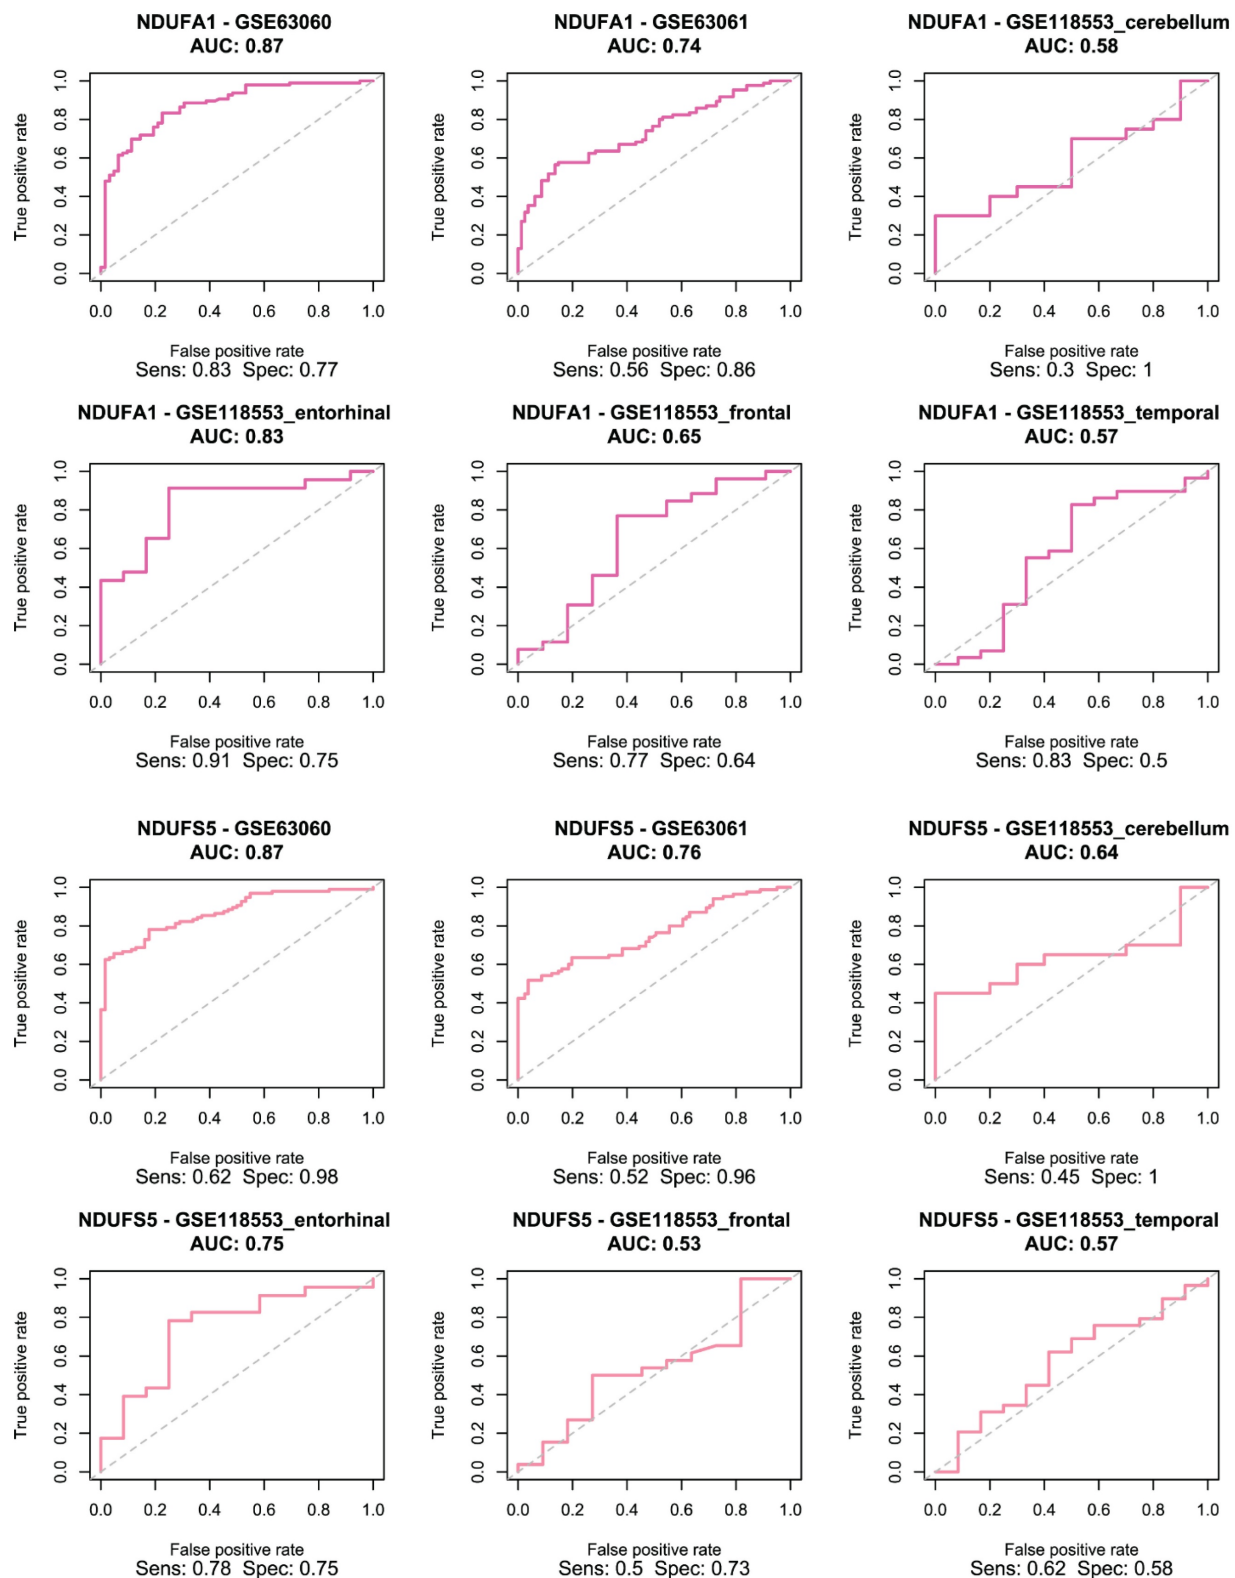 NDUFA1 - GSE63060
AUC: 0.87
True positive rate
0.0 0.2 0.4 0.6 0.8 1.0
0.0 0.2 0.4 0.6 0.8 1.0
False positive rate
Sens: 0.83 Spec: 0.77
NDUFA1 - GSE63061
AUC: 0.74
True positive rate
0.0 0.2 0.4 0.6 0.8 1.0
0.0 0.2 0.4 0.6 0.8 1.0
False positive rate
Sens: 0.56 Spec: 0.86
NDUFA1 - GSE118553_cerebellum
AUC: 0.58
True positive rate
0.0 0.2 0.4 0.6 0.8 1.0
0.0 0.2 0.4 0.6 0.8 1.0
False positive rate
Sens: 0.3 Spec: 1
NDUFA1 - GSE118553_entorhinal
AUC: 0.83
True positive rate
0.0 0.2 0.4 0.6 0.8 1.0
0.0 0.2 0.4 0.6 0.8 1.0
False positive rate
Sens: 0.91 Spec: 0.75
NDUFA1 - GSE118553_frontal
AUC: 0.65
True positive rate
0.0 0.2 0.4 0.6 0.8 1.0
0.0 0.2 0.4 0.6 0.8 1.0
False positive rate
Sens: 0.77 Spec: 0.64
NDUFA1 - GSE118553_temporal
AUC: 0.57
True positive rate
0.0 0.2 0.4 0.6 0.8 1.0
0.0 0.2 0.4 0.6 0.8 1.0
False positive rate
Sens: 0.83 Spec: 0.5
NDUFS5 - GSE63060
AUC: 0.87
True positive rate
0.0 0.2 0.4 0.6 0.8 1.0
0.0 0.2 0.4 0.6 0.8 1.0
False positive rate
Sens: 0.62 Spec: 0.98
NDUFS5 - GSE63061
AUC: 0.76
True positive rate
0.0 0.2 0.4 0.6 0.8 1.0
0.0 0.2 0.4 0.6 0.8 1.0
False positive rate
Sens: 0.52 Spec: 0.96
NDUFS5 - GSE118553_cerebellum
AUC: 0.64
True positive rate
0.0 0.2 0.4 0.6 0.8 1.0
0.0 0.2 0.4 0.6 0.8 1.0
False positive rate
Sens: 0.45 Spec: 1
NDUFS5 - GSE118553_entorhinal
AUC: 0.75
True positive rate
0.0 0.2 0.4 0.6 0.8 1.0
0.0 0.2 0.4 0.6 0.8 1.0
False positive rate
Sens: 0.78 Spec: 0.75
NDUFS5 - GSE118553_frontal
AUC: 0.53
True positive rate
0.0 0.2 0.4 0.6 0.8 1.0
0.0 0.2 0.4 0.6 0.8 1.0
False positive rate
Sens: 0.5 Spec: 0.73
NDUFS5 - GSE118553_temporal
AUC: 0.57
True positive rate
0.0 0.2 0.4 0.6 0.8 1.0
0.0 0.2 0.4 0.6 0.8 1.0
False positive rate
Sens: 0.62 Spec: 0.58